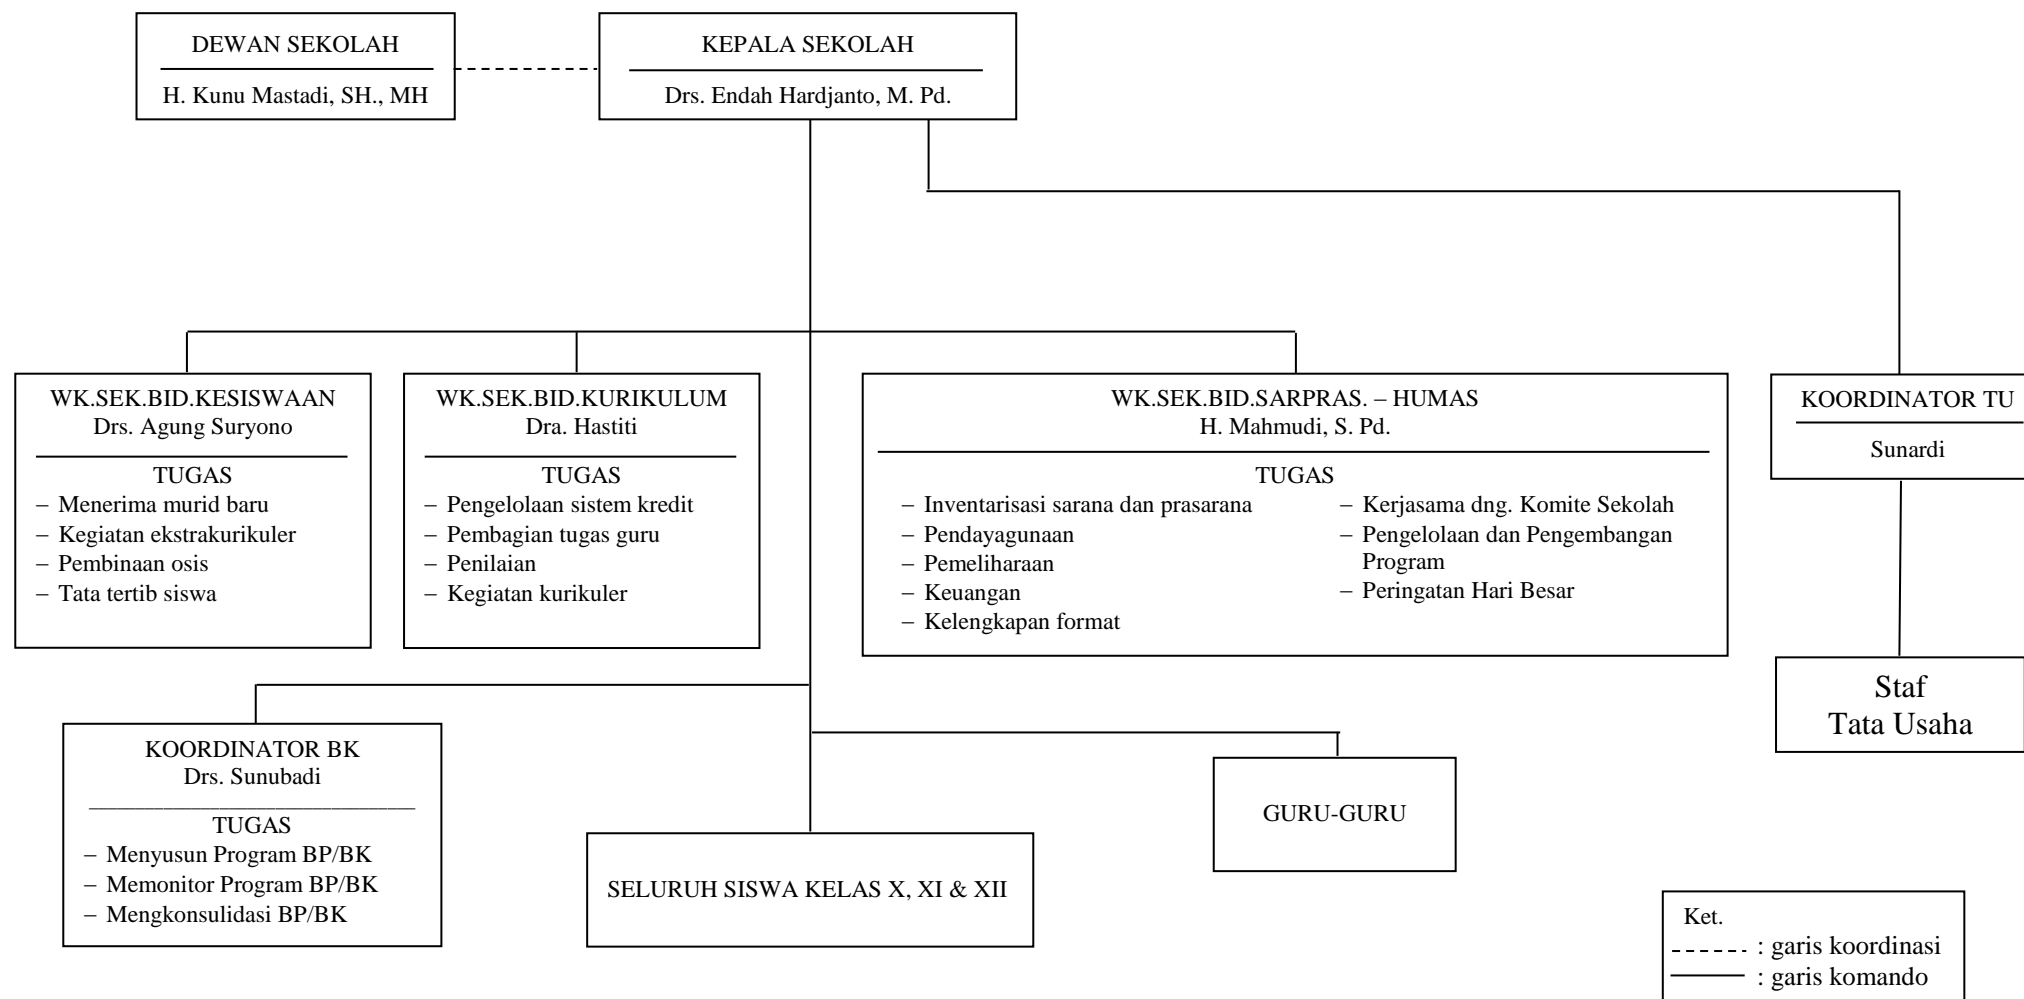 DEWAN SEKOLAH
H. Kunu Mastadi, SH., MH
KEPALA SEKOLAH
Drs. Endah Hardjanto, M. Pd.
WK.SEK.BID.KESISWAAN
Drs. Agung Suryono
TUGAS
– Menerima murid baru
– Kegiatan ekstrakurikuler
– Pembinaan osis
– Tata tertib siswa
WK.SEK.BID.KURIKULUM
Dra. Hastiti
TUGAS
– Pengelolaan sistem kredit
– Pembagian tugas guru
– Penilaian
– Kegiatan kurikuler
WK.SEK.BID.SARPRAS. – HUMAS
H. Mahmudi, S. Pd.
TUGAS
– Inventarisasi sarana dan prasarana
– Pendayagunaan
– Pemeliharaan
– Keuangan
– Kelengkapan format
– Kerjasama dng. Komite Sekolah
– Pengelolaan dan Pengembangan
Program
– Peringatan Hari Besar
KOORDINATOR TU
Sunardi
Staf
Tata Usaha
KOORDINATOR BK
Drs. Sunubadi
TUGAS
– Menyusun Program BP/BK
– Memonitor Program BP/BK
– Mengkonsulidasi BP/BK
SELURUH SISWA KELAS X, XI & XII
GURU-GURU
Ket.
: garis koordinasi
: garis komando